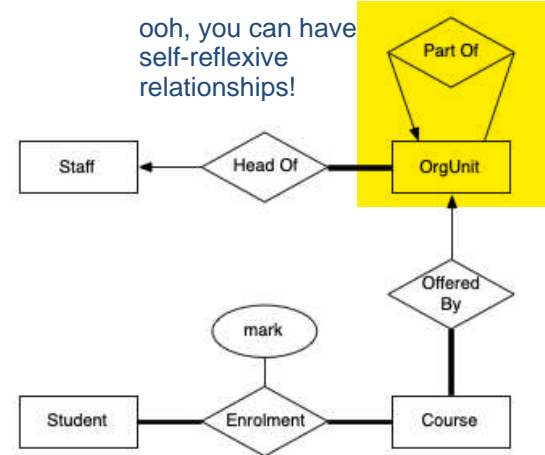 ooh, you can have
self-reflexive
relationships!
Part Of
Staff
Head Of
OrgUnit
Offered
By
mark
Student
Enrolment
Course